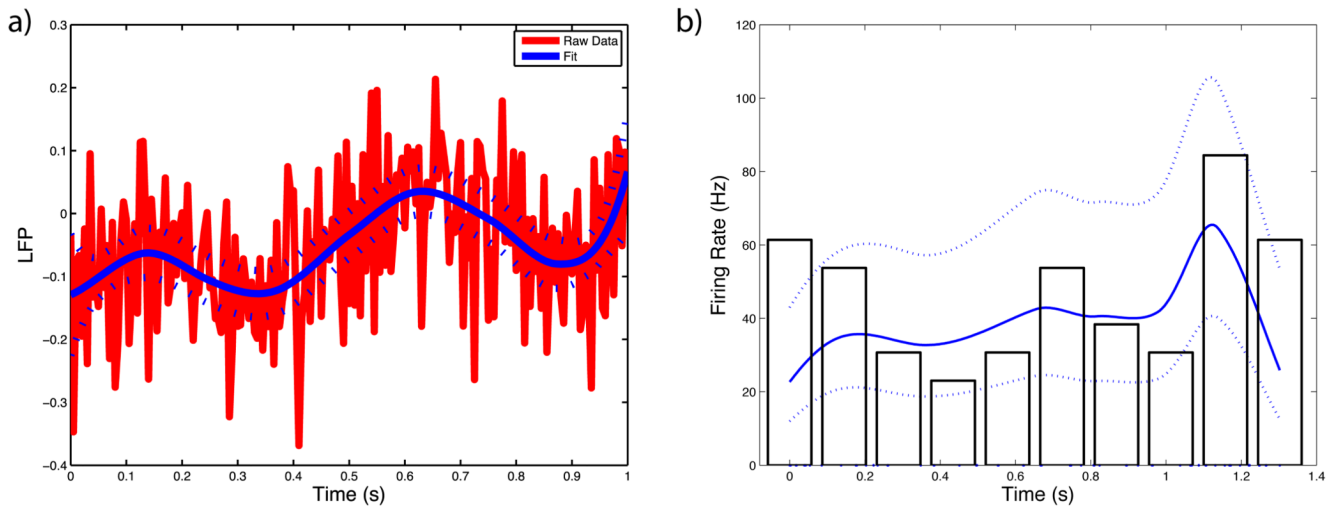 a)
0.3
0.2
0.1
0
−0.1
−0.2
−0.3
−0.4
LFP
Raw Data
Fit
0 0.1 0.2 0.3 0.4 0.5 0.6 0.7 0.8 0.9 1
Time (s)
b)
120
100
80
60
40
20
0
Firing Rate (Hz)
0 0.2 0.4 0.6 0.8 1 1.2 1.4
Time (s)